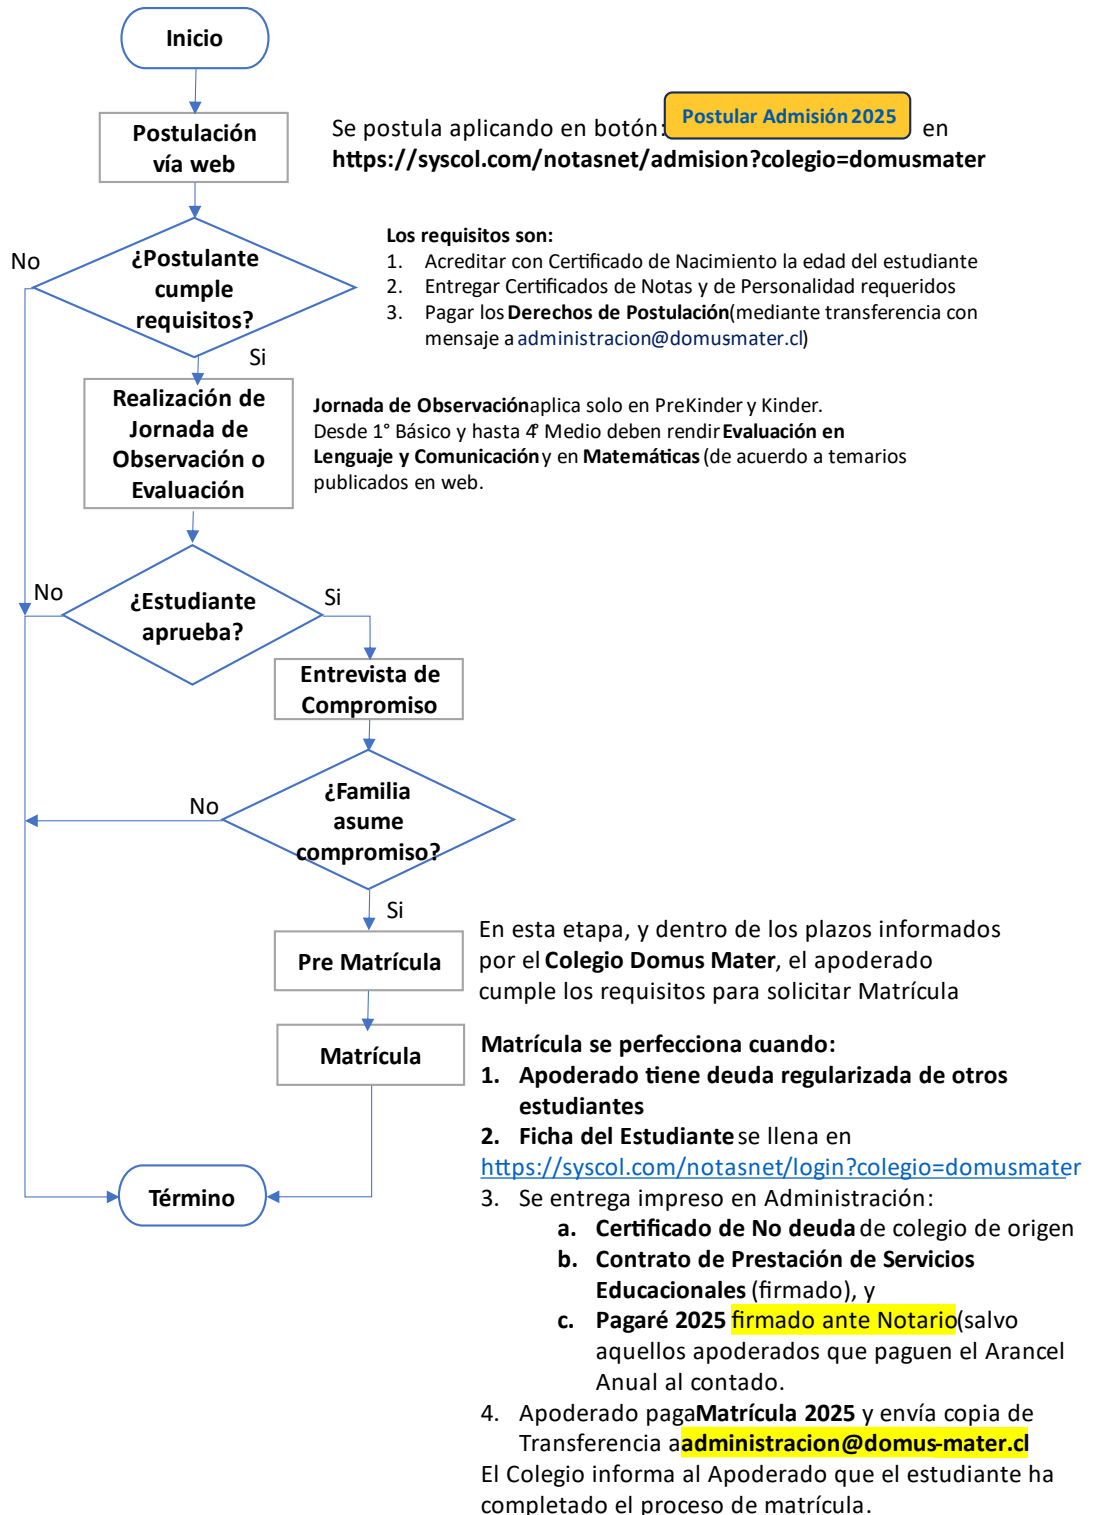 Inicio
Postulación
vía web
Se postula aplicando en botón: Postular Admisión 2025 en
https://syscol.com/notasnet/admision?colegio=domusmater
No
¿Postulante
cumple
requisitos?
Si
Los requisitos son:
1. Acreditar con Certificado de Nacimiento la edad del estudiante
2. Entregar Certificados de Notas y de Personalidad requeridos
3. Pagar los Derechos de Postulación (mediante transferencia con
mensaje a administracion@domusmater.cl)
Realización de
Jornada de
Observación o
Evaluación
Jornada de Observación aplica solo en PreKinder y Kinder.
Desde 1° Básico y hasta 4° Medio deben rendir Evaluación en
Lenguaje y Comunicación y en Matemáticas (de acuerdo a temarios
publicados en web.
No
¿Estudiante
aprueba?
Si
Entrevista de
Compromiso
No
¿Familia
asume
compromiso?
Si
Pre Matrícula
En esta etapa, y dentro de los plazos informados
por el Colegio Domus Mater, el apoderado
cumple los requisitos para solicitar Matrícula
Matrícula
Matrícula se perfecciona cuando:
1. Apoderado tiene deuda regularizada de otros
estudiantes
2. Ficha del Estudiante se llena en
https://syscol.com/notasnet/login?colegio=domusmater
Término
3. Se entrega impreso en Administración:
a. Certificado de No deuda de colegio de origen
b. Contrato de Prestación de Servicios
Educacionales (firmado), y
c. Pagaré 2025 firmado ante Notario (salvo
aquellos apoderados que paguen el Arancel
Anual al contado.
4. Apoderado paga Matrícula 2025 y envía copia de
Transferencia a administracion@domus-mater.cl
El Colegio informa al Apoderado que el estudiante ha
completado el proceso de matrícula.